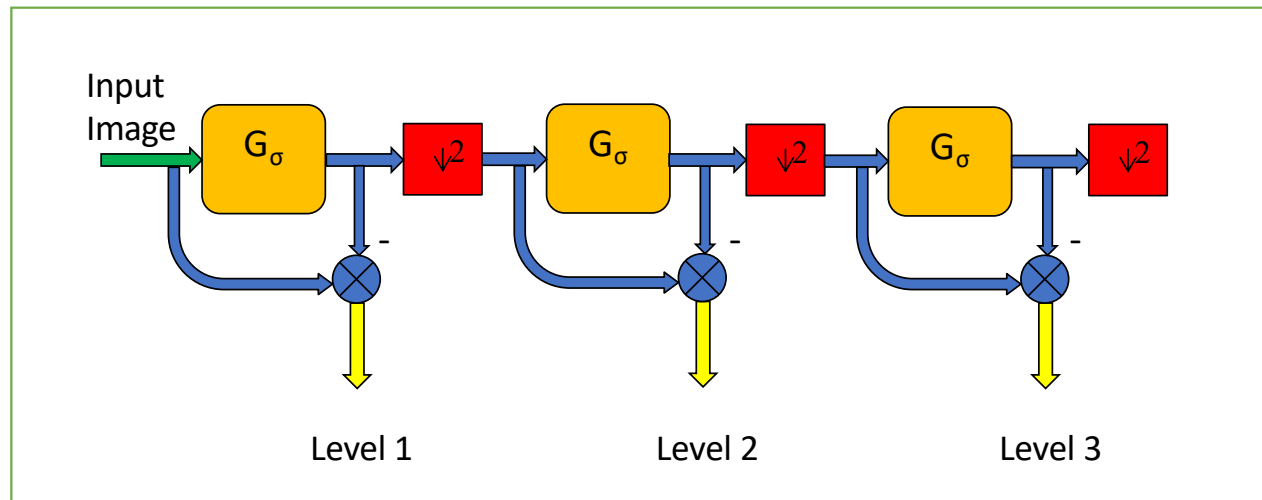 Input
Image
Gσ
↓2
Gσ
↓2
Gσ
↓2
-
-
-
Level 1
Level 2
Level 3